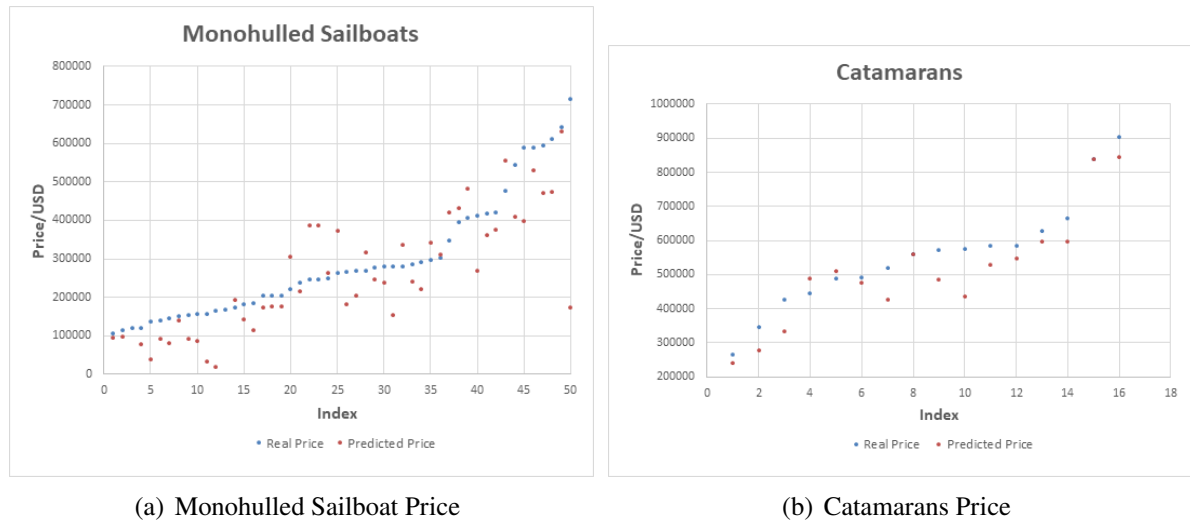 Monohulled Sailboats
800000
700000
600000
500000
400000
300000
200000
100000
0
Price/USD
0 5 10 15 20 25 30 35 40 45 50
Index
Real Price Predicted Price
(a) Monohulled Sailboat Price
Catamarans
1000000
900000
800000
700000
600000
500000
400000
300000
200000
Price/USD
0 2 4 6 8 10 12 14 16 18
Index
Real Price Predicted Price
(b) Catamarans Price